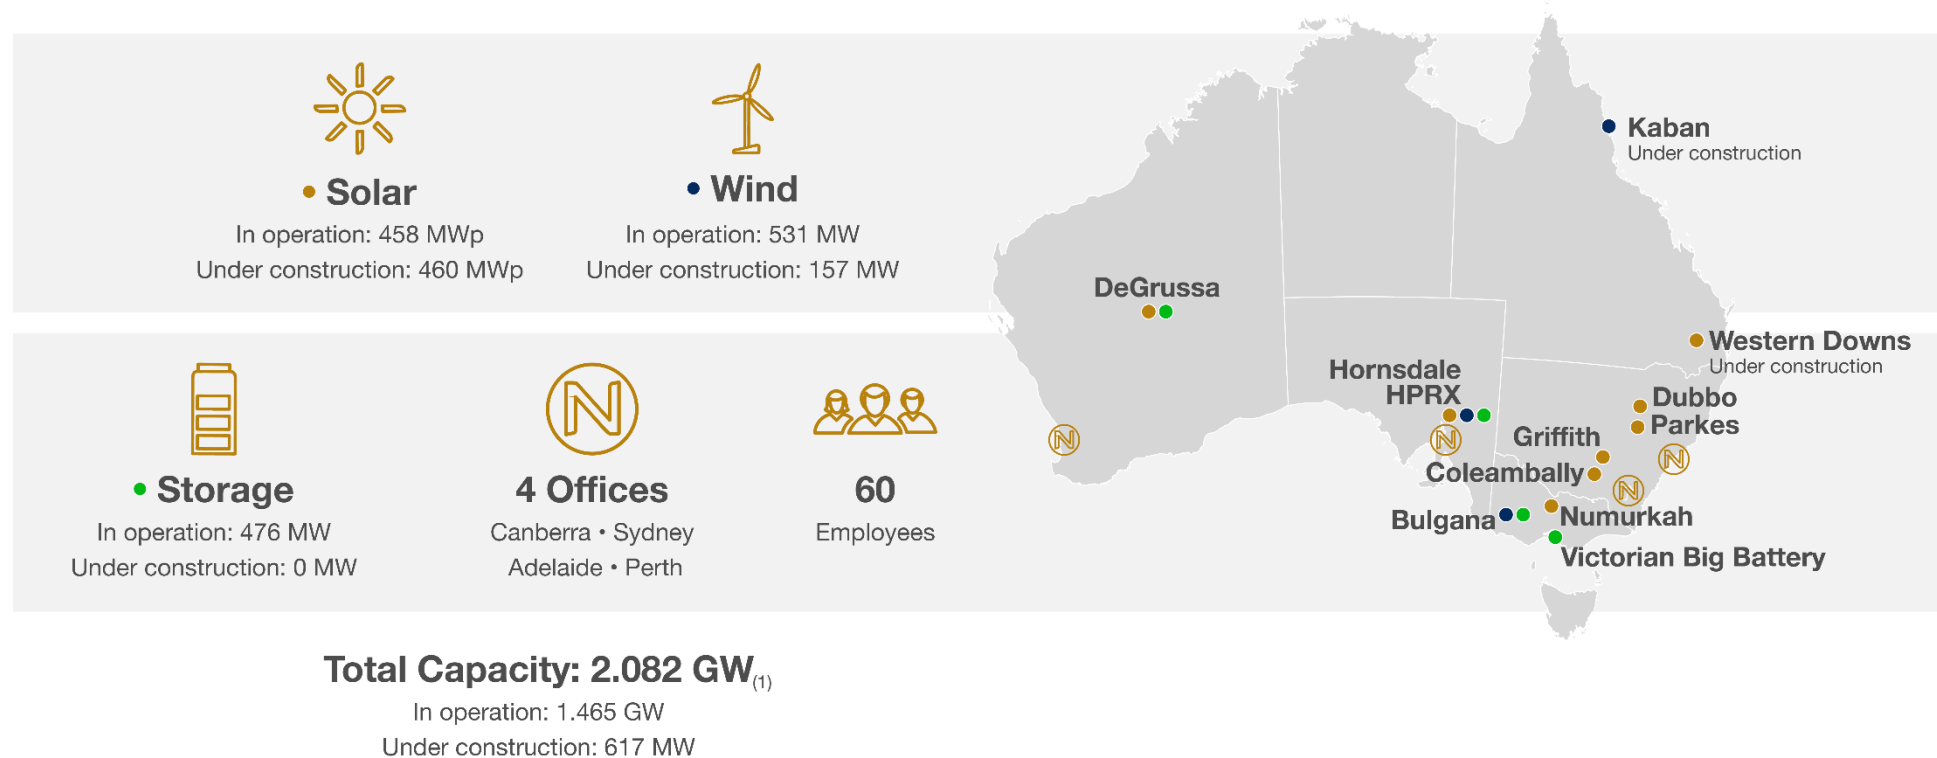 • Solar
In operation: 458 MWp
Under construction: 460 MWp
• Wind
In operation: 531 MW
Under construction: 157 MW
• Storage
In operation: 476 MW
Under construction: 0 MW
N
4 Offices
Canberra • Sydney
Adelaide • Perth
60
Employees
Total Capacity: 2.082 GW(1)
In operation: 1.465 GW
Under construction: 617 MW
Kaban
Under construction
DeGrussa
Western Downs
Under construction
Hornsdale
HPRX
Dubbo
Parkes
Griffith
Coleambally
N
N
N
N
Bulgana
Numurkah
Victorian Big Battery